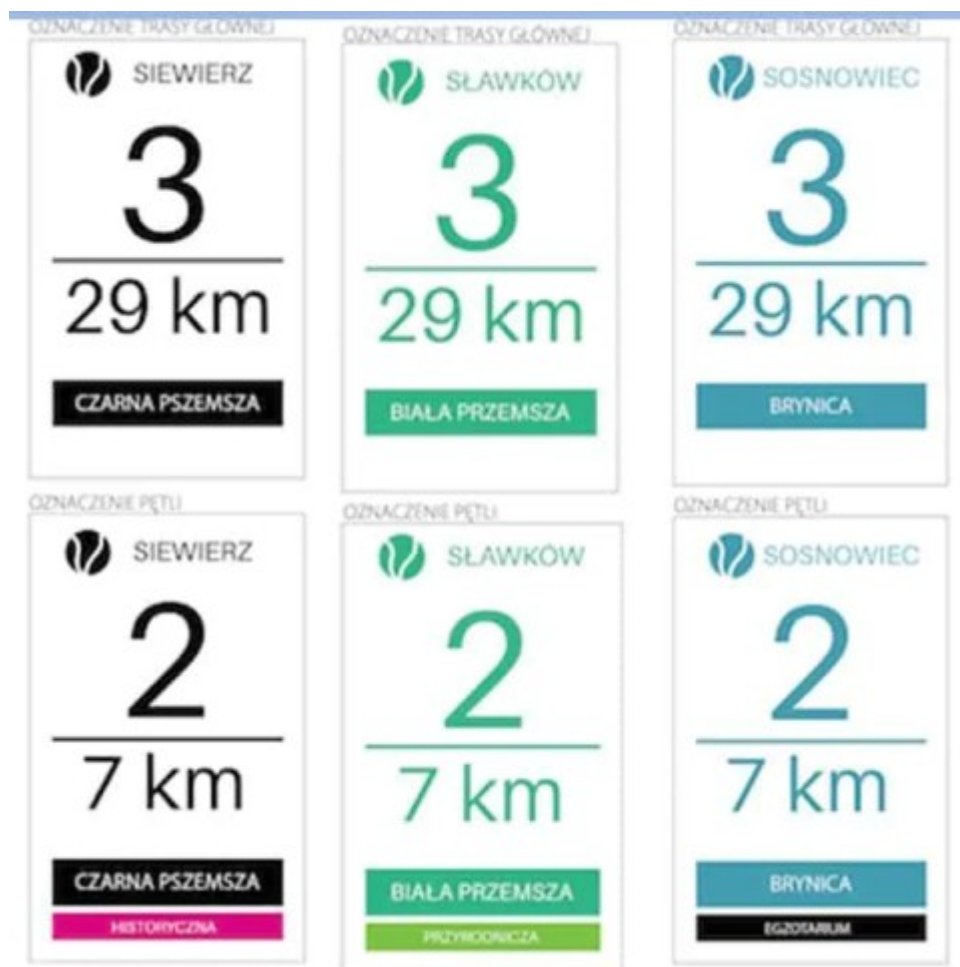 OZNACZENIE TRASY GŁÓWNEJ
SIEWIERZ
3
29 km
CZARNA PSZEMSZA
OZNACZENIE TRASY GŁÓWNEJ
SŁAWKÓW
3
29 km
BIAŁA PRZEMSZA
OZNACZENIE TRASY GŁÓWNEJ
SOSNOWIEC
3
29 km
BRYNICA
OZNACZENIE PĘTLI
SIEWIERZ
2
7 km
CZARNA PSZEMSZA
HISTORYCZNA
OZNACZENIE PĘTLI
SŁAWKÓW
2
7 km
BIAŁA PRZEMSZA
PRZYRODNICZA
OZNACZENIE PĘTLI
SOSNOWIEC
2
7 km
BRYNICA
EGZOTARIUM